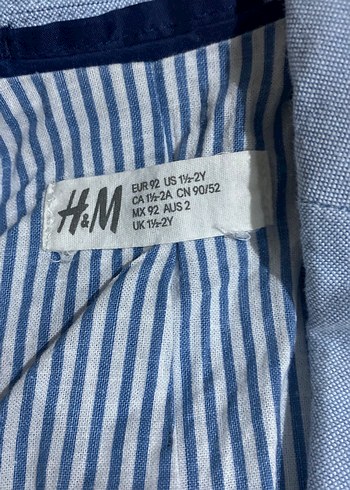 H&M
EUR 92 US 1½-2Y
CA 1½-2A CN 90/52
MX 92 AUS 2
UK 1½-2Y